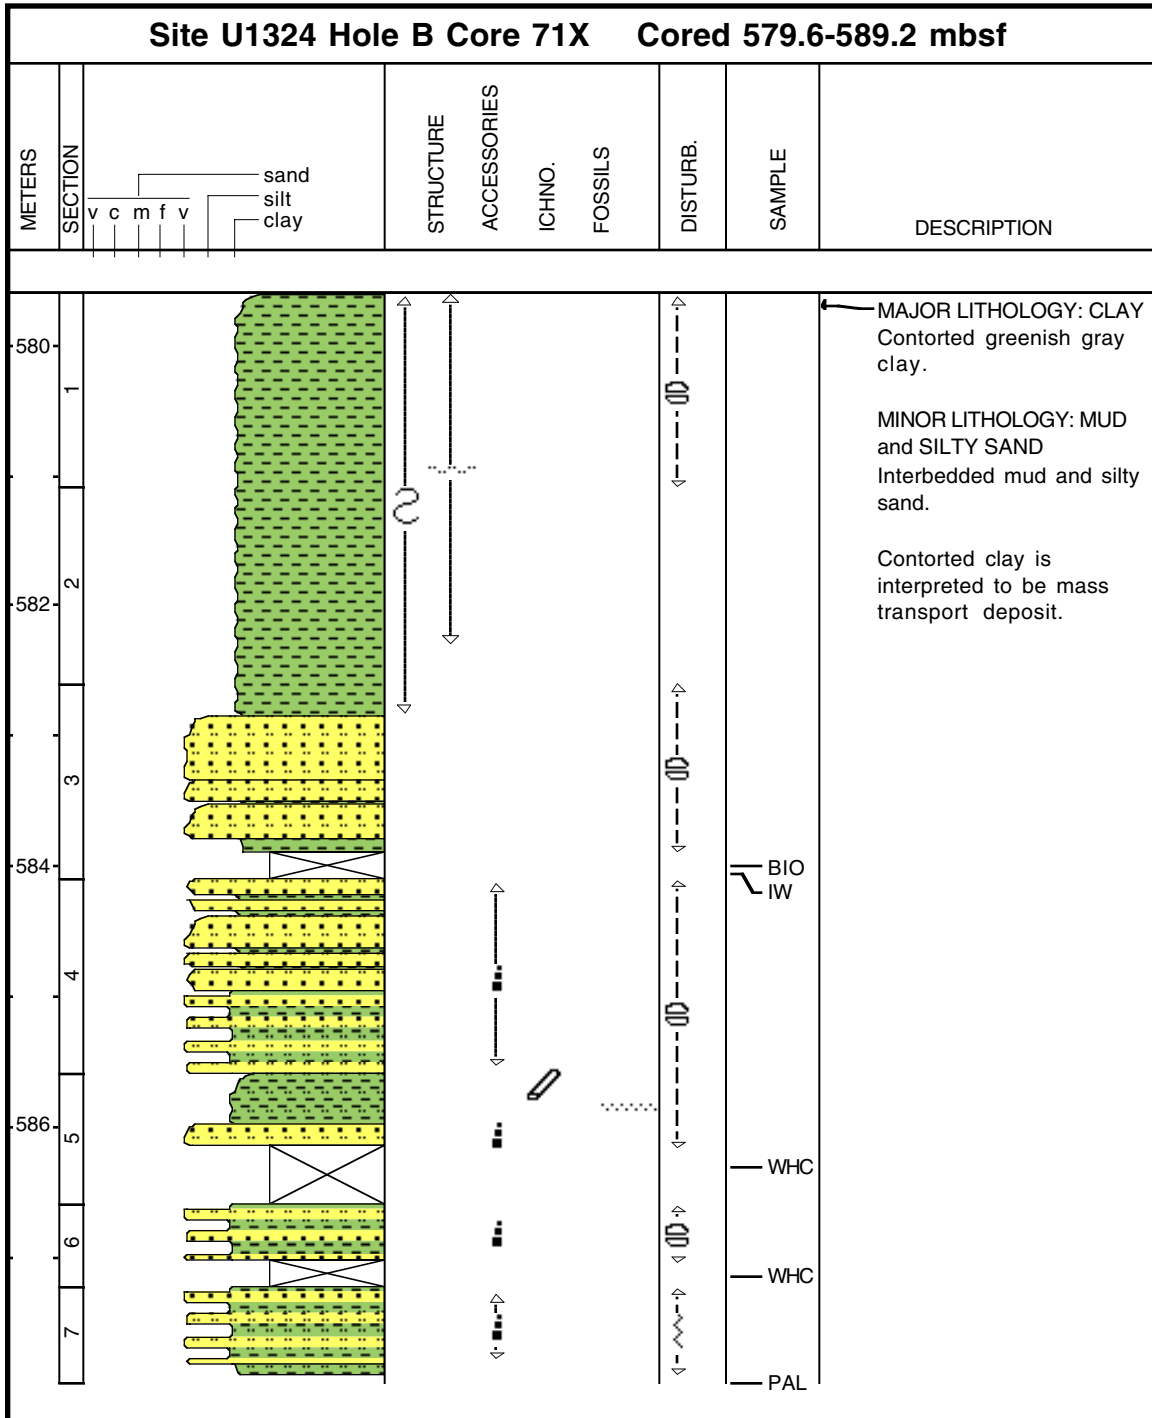 Site U1324 Hole B Core 71X Cored 579.6-589.2 mbsf
METERS
SECTION
sand
silt
clay
v c m f v
STRUCTURE
ACCESSORIES
ICHNO.
FOSSILS
DISTURB.
SAMPLE
DESCRIPTION
580
582
584
586
1
2
3
4
5
6
7
BIO
IW
WHC
WHC
PAL
MAJOR LITHOLOGY: CLAY
Contorted greenish gray
clay.
MINOR LITHOLOGY: MUD
and SILTY SAND
Interbedded mud and silty
sand.
Contorted clay is
interpreted to be mass
transport deposit.